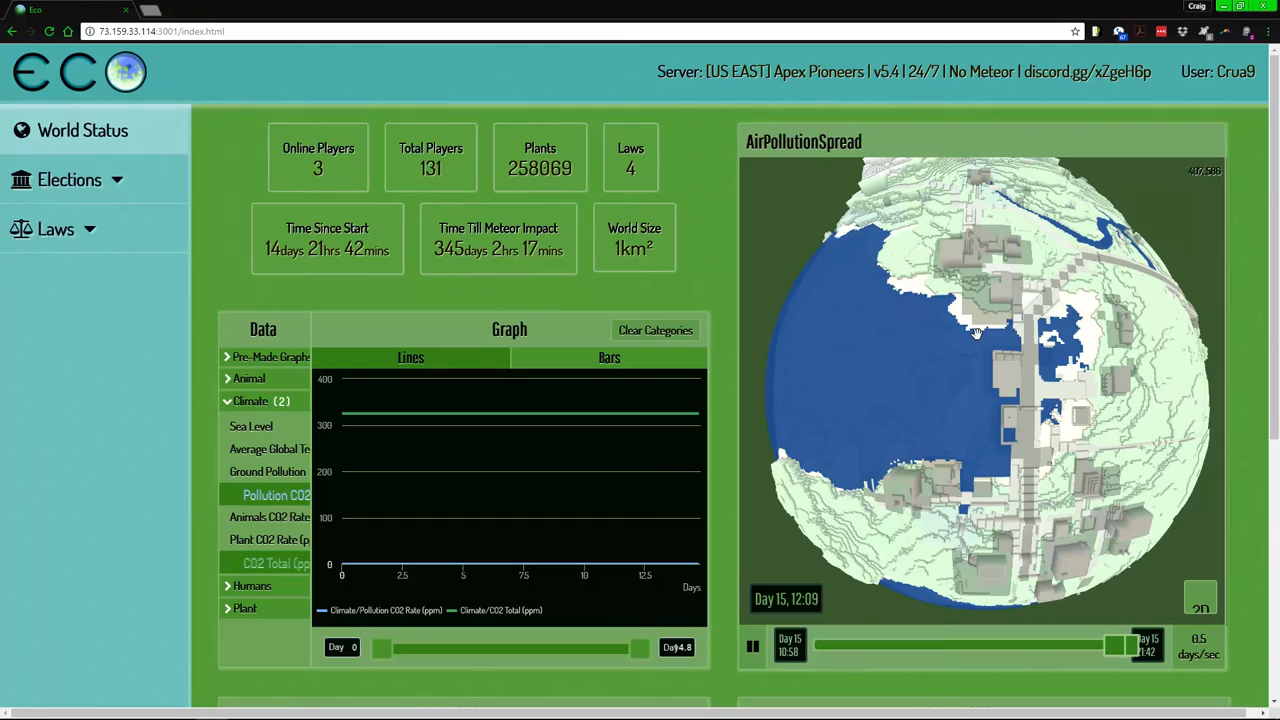 Eco
Craig
73.159.33.114:3001/index.html
ECO
Server: [US EAST] Apex Pioneers | v5.4 | 24/7 | No Meteor | discord.gg/xZgeH6p
User: Crua9
World Status
Elections
Laws
Online Players
3
Total Players
131
Plants
258069
Laws
4
Time Since Start
14days 21hrs 42mins
Time Till Meteor Impact
345days 2hrs 17mins
World Size
1km²
Data
Pre-Made Graphs
Animal
Climate (2)
Sea Level
Average Global Te
Ground Pollution
Pollution CO2
Animals CO2 Rate
Plant CO2 Rate (p
CO2 Total (pp
Humans
Plant
Graph
Clear Categories
Lines
Bars
400
300
200
100
0
0 2.5 5 7.5 10 12.5
Days
Climate/Pollution CO2 Rate (ppm)
Climate/CO2 Total (ppm)
Day 0
AirPollutionSpread
Day 15, 12:09
2D
Day 15
10:58
Day 15
21:42
0.5
days/sec